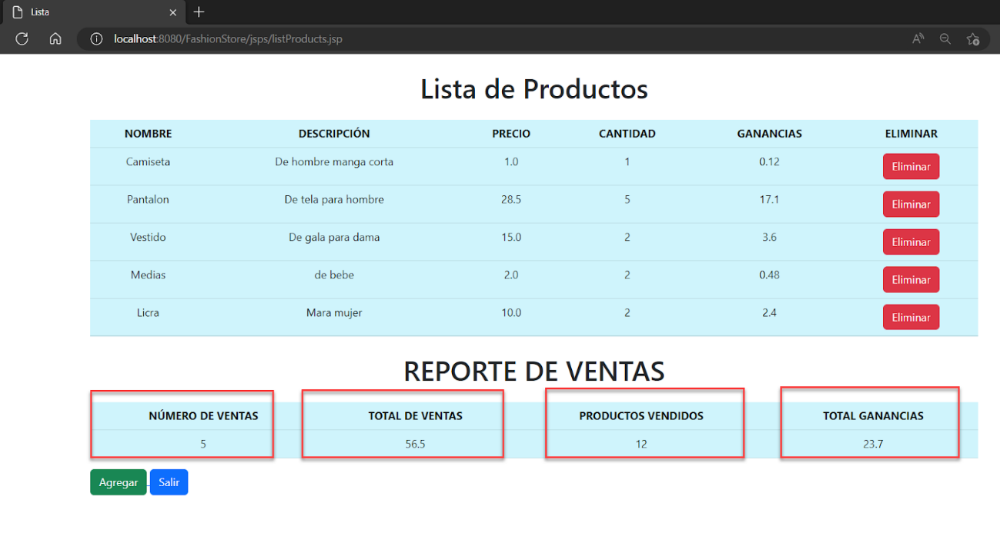 Lista
localhost:8080/FashionStore/jsps/listProducts.jsp
Lista de Productos
NOMBRE DESCRIPCIÓN PRECIO CANTIDAD GANANCIAS ELIMINAR
Camiseta De hombre manga corta 1.0 1 0.12 Eliminar
Pantalon De tela para hombre 28.5 5 17.1 Eliminar
Vestido De gala para dama 15.0 2 3.6 Eliminar
Medias de bebe 2.0 2 0.48 Eliminar
Licra Mara mujer 10.0 2 2.4 Eliminar
REPORTE DE VENTAS
NÚMERO DE VENTAS TOTAL DE VENTAS PRODUCTOS VENDIDOS TOTAL GANANCIAS
5 56.5 12 23.7
Agregar Salir